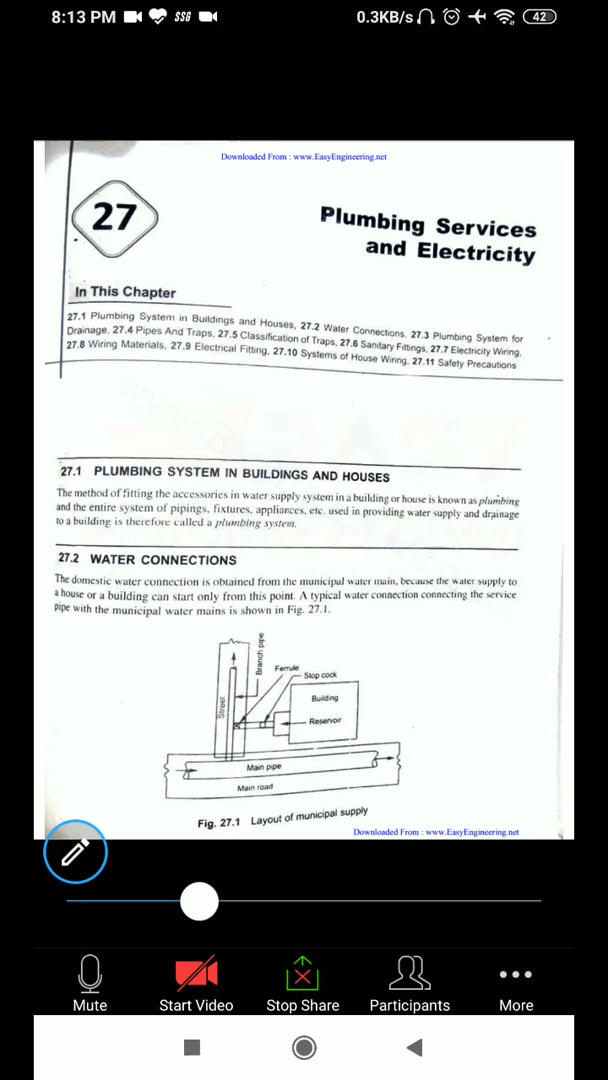 8:13 PM SSG 0.3KB/s 42
Downloaded From : www.EasyEngineering.net
27
Plumbing Services
and Electricity
In This Chapter
27.1 Plumbing System in Buildings and Houses, 27.2 Water Connections, 27.3 Plumbing System for
Drainage, 27.4 Pipes And Traps, 27.5 Classification of Traps, 27.6 Sanitary Fittings, 27.7 Electricity Wiring,
27.8 Wiring Materials, 27.9 Electrical Fitting, 27.10 Systems of House Wiring, 27.11 Safety Precautions
27.1 PLUMBING SYSTEM IN BUILDINGS AND HOUSES
The method of fitting the accessories in water supply system in a building or house is known as plumbing
and the entire system of pipings, fixtures, appliances, etc. used in providing water supply and drainage
to a building is therefore called a plumbing system.
27.2 WATER CONNECTIONS
The domestic water connection is obtained from the municipal water main, because the water supply to
a house or a building can start only from this point. A typical water connection connecting the service
pipe with the municipal water mains is shown in Fig. 27.1.
Branch pipe
Ferrule
Stop cock
Building
Street
Reservoir
Main pipe
Main road
Fig. 27.1 Layout of municipal supply
Downloaded From : www.EasyEngineering.net
Mute
Start Video
Stop Share
Participants
More